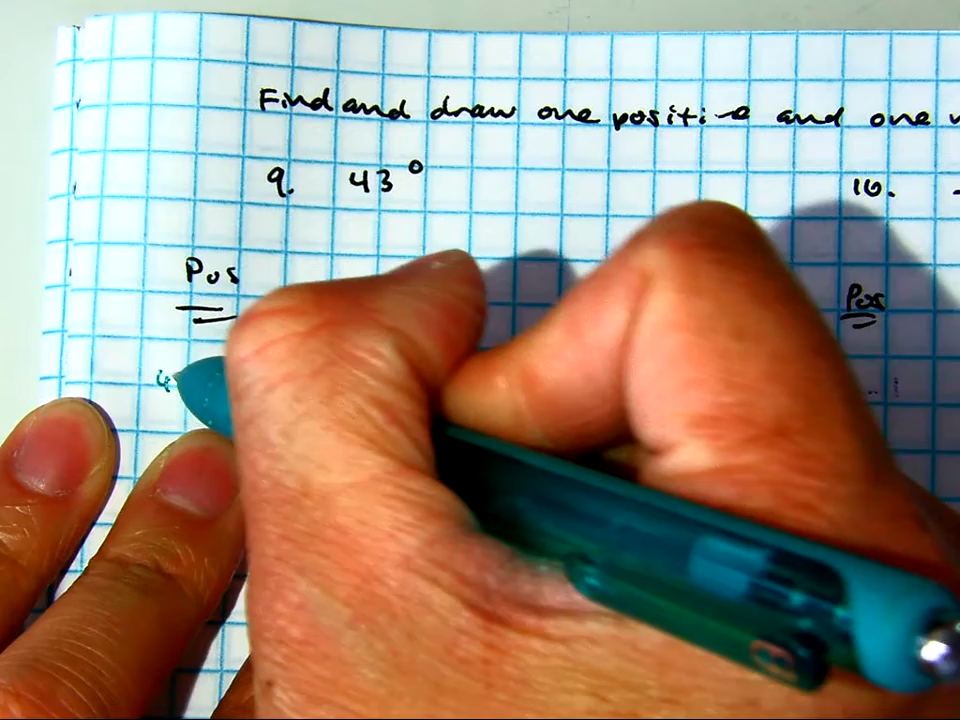 Find and draw one positive and one
9. 43° 10.
Pos Pos